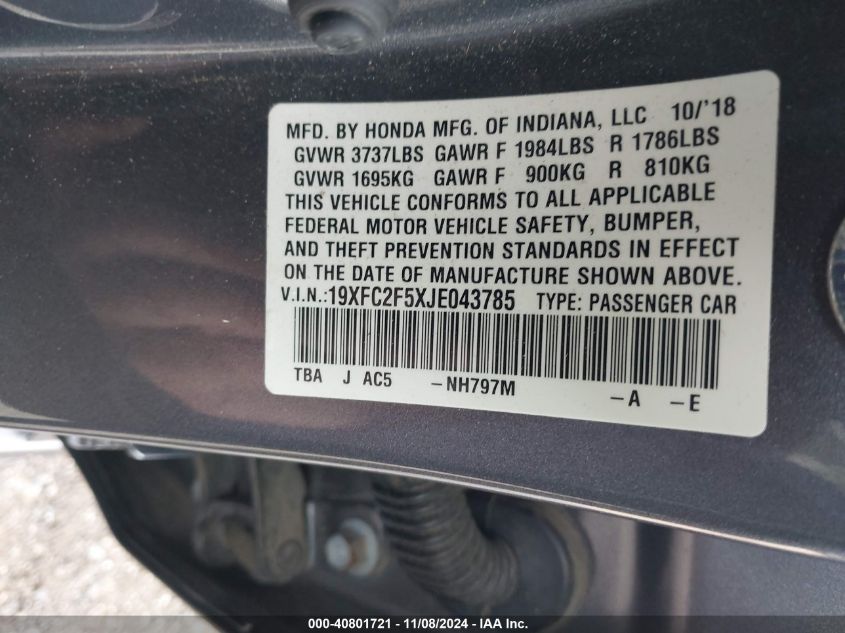 MFD. BY HONDA MFG. OF INDIANA, LLC 10/'18
GVWR 3737LBS GAWR F 1984LBS R 1786LBS
GVWR 1695KG GAWR F 900KG R 810KG
THIS VEHICLE CONFORMS TO ALL APPLICABLE
FEDERAL MOTOR VEHICLE SAFETY, BUMPER,
AND THEFT PREVENTION STANDARDS IN EFFECT
ON THE DATE OF MANUFACTURE SHOWN ABOVE.
V.I.N.:19XFC2F5XJE043785 TYPE: PASSENGER CAR
TBA J AC5 -NH797M -A -E
000-40801721 - 11/08/2024 - IAA Inc.